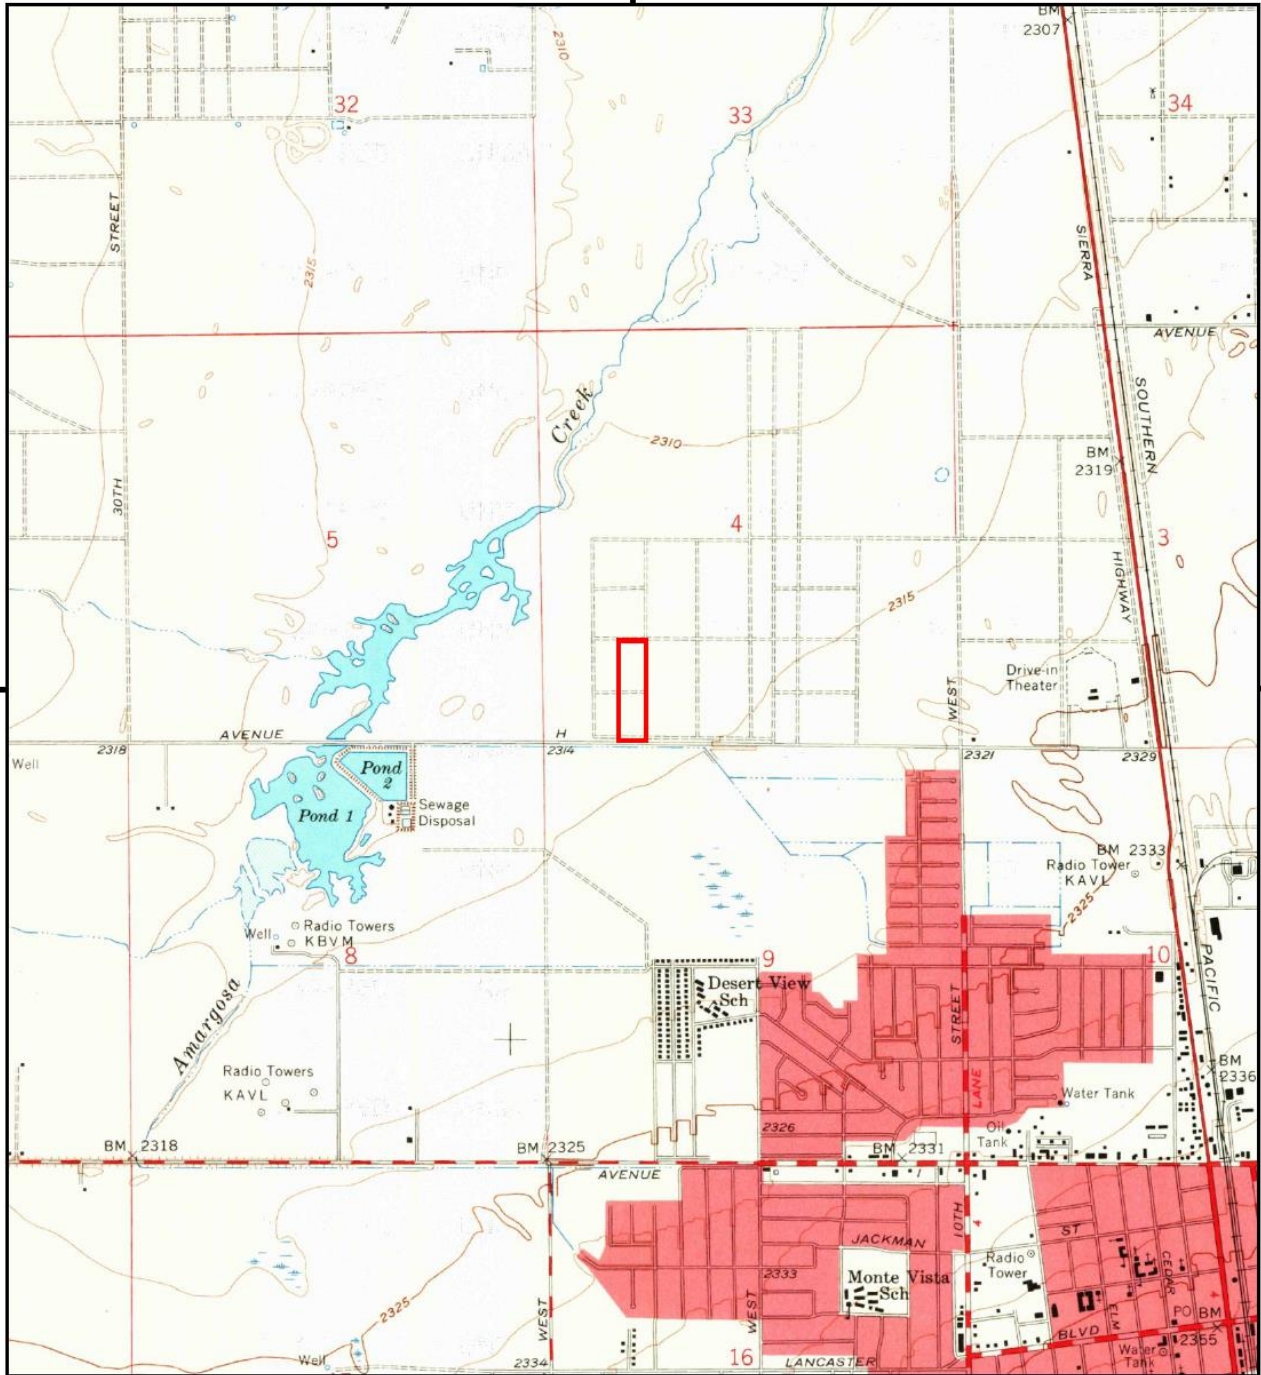 BM
2307
2310
32
33
34
STREET
2315
SIERRA
AVENUE
SOUTHERN
Creek
2310
BM
2319
30TH
5
4
3
HIGHWAY
2315
Drive-in
Theater
WEST
AVENUE
H
2318
2314
2321
2329
Well
Pond
2
Pond 1
Sewage
Disposal
BM 2333
Radio Tower
KAVL
2325
Radio Towers
KBVM
Well
8
9
10
Desert View
Sch
PACIFIC
STREET
Amargosa
Radio Towers
KAVL
BM
2336
LANE
Water Tank
2326
Oil
Tank
BM 2318
BM 2325
BM 2331
AVENUE
I
10TH
4
ST
JACKMAN
Radio
Tower
CEDAR
2333
Monte Vista
Sch
2325
WEST
WEST
ELM
4
PO BM
2355
BLVD
Water
Tank
Well
2334
16
LANCASTER